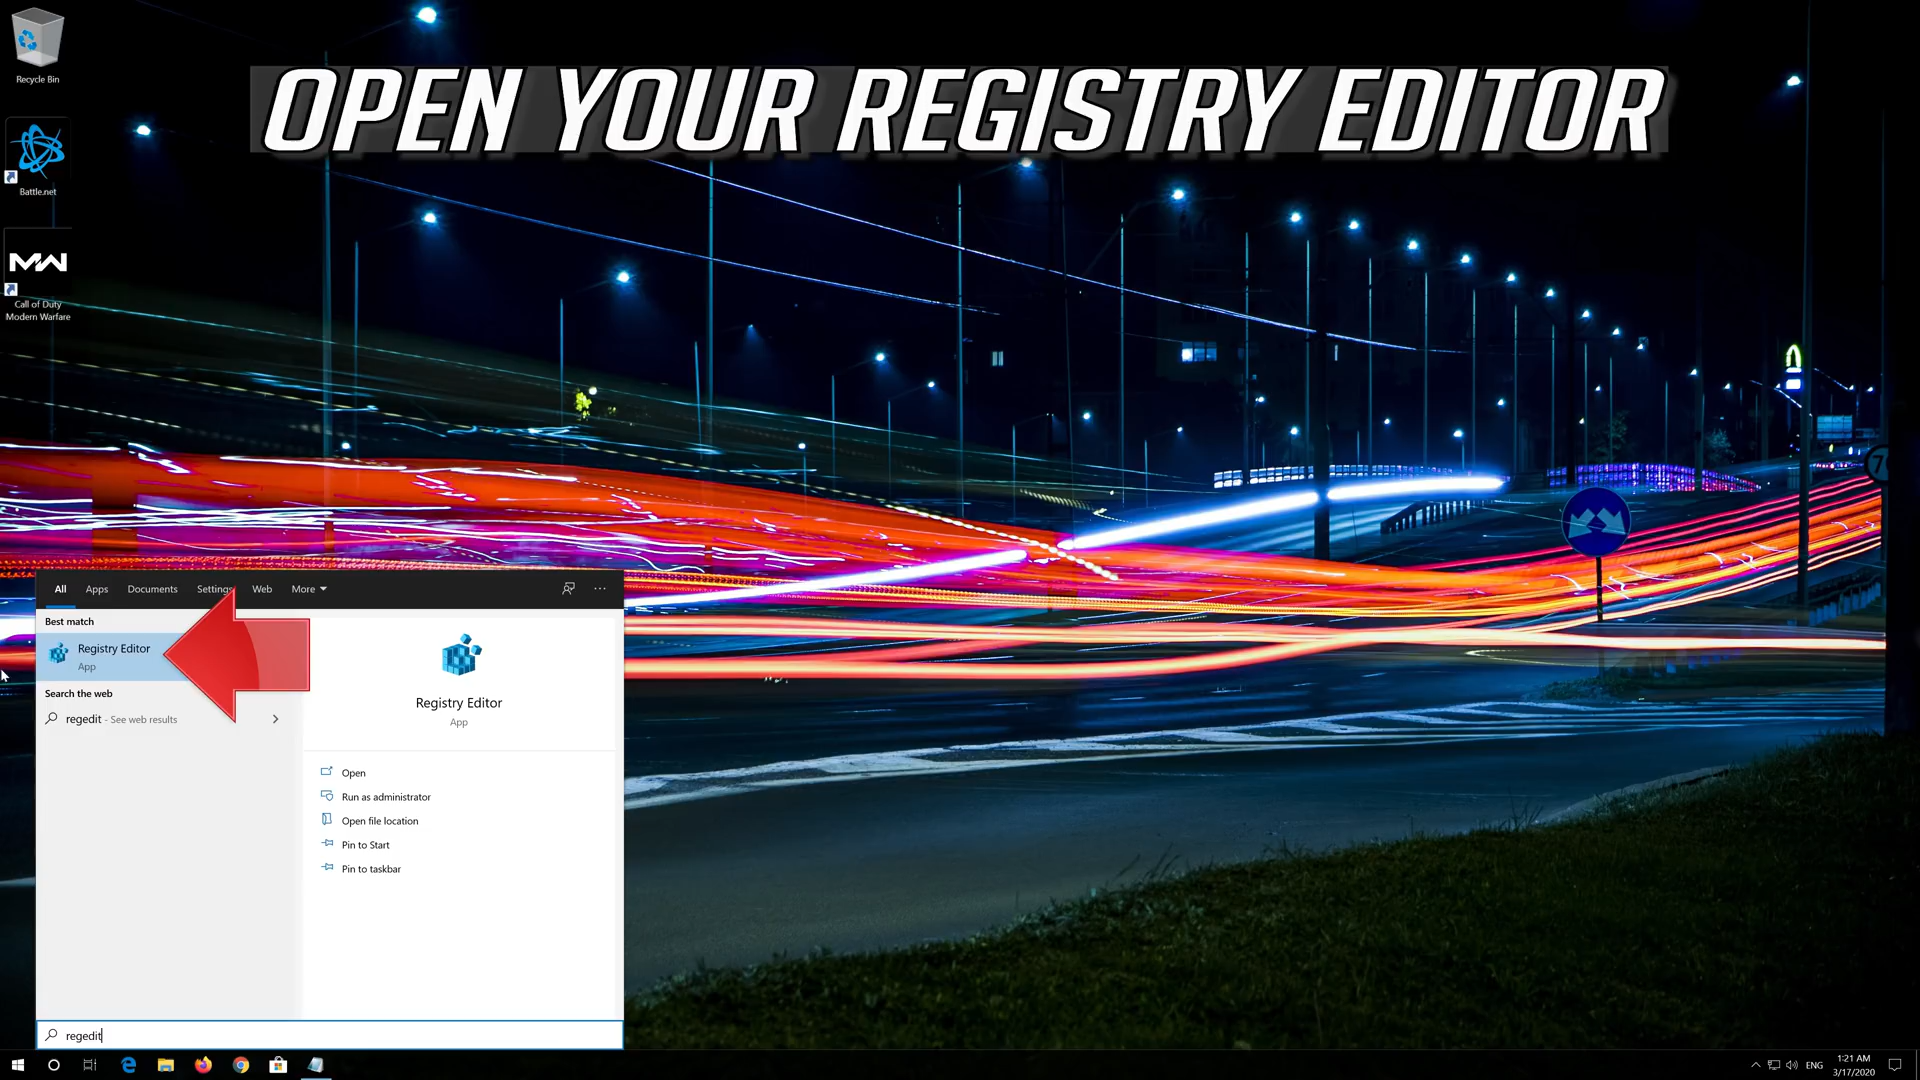 OPEN YOUR REGISTRY EDITOR
Recycle Bin
Battle.net
MW
Call of Duty
Modern Warfare
7
All Apps Documents Settings Web More
Best match
Registry Editor
App
Search the web
regedit - See web results
Registry Editor
App
Open
Run as administrator
Open file location
Pin to Start
Pin to taskbar
regedit
ENG
1:21 AM
3/17/2020